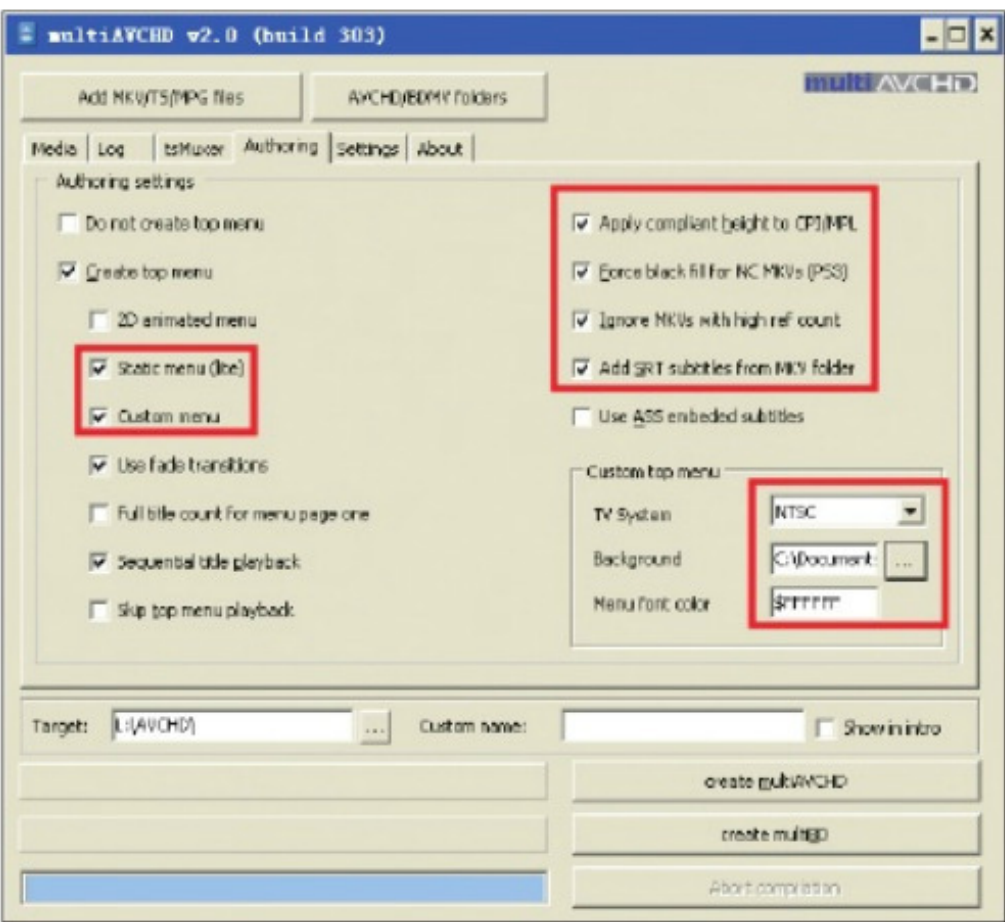 multiAVCHD v2.0 (build 303)
Add MKV/TS/MPG files
AVCHD/BDMV folders
multiAVCHD
Media Log tsMuxer Authoring Settings About
Authoring settings
Do not create top menu
Create top menu
2D animated menu
Static menu (lite)
Custom menu
Use fade transitions
Full title count for menu page one
Sequential title playback
Skip top menu playback
Apply compliant height to CPI/MPL
Force black fill for NC MKVs (PS3)
Ignore MKVs with high ref count
Add SRT subtitles from MKV folder
Use ASS embeded subtitles
Custom top menu
TV System NTSC
Background C:\Document: ...
Menu font color $FFFFFF
Target: L:\AVCHD\ ... Custom name: Show in intro
create multiAVCHD
create multiBD
Abort compilation